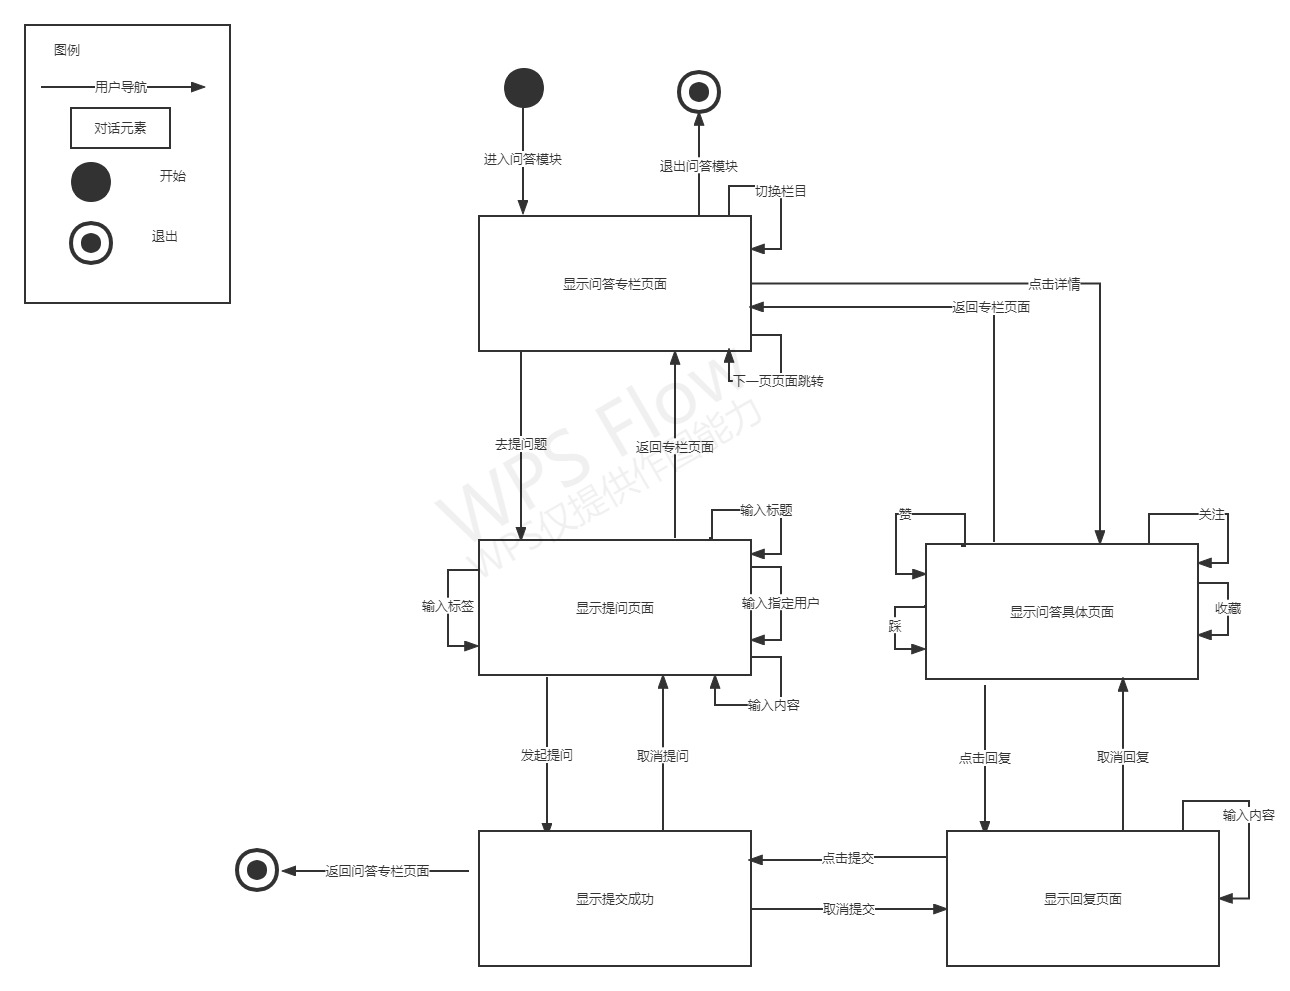 图例
用户导航
对话元素
开始
退出
进入问答模块
退出问答模块
切换栏目
显示问答专栏页面
点击详情
返回专栏页面
下一页页面跳转
去提问题
返回专栏页面
WPS Flow
WPS仅提供作图能力
输入标题
赞
关注
输入标签
显示提问页面
输入指定用户
踩
显示问答具体页面
收藏
输入内容
发起提问
取消提问
点击回复
取消回复
输入内容
返回问答专栏页面
显示提交成功
点击提交
取消提交
显示回复页面